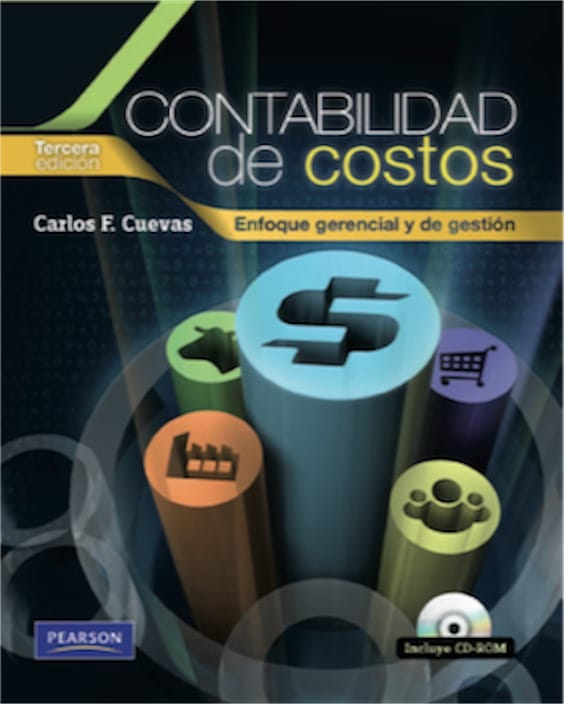 CONTABILIDAD
de costos
Tercera
edición
Carlos F. Cuevas
Enfoque gerencial y de gestión
PEARSON
Incluye CD-ROM